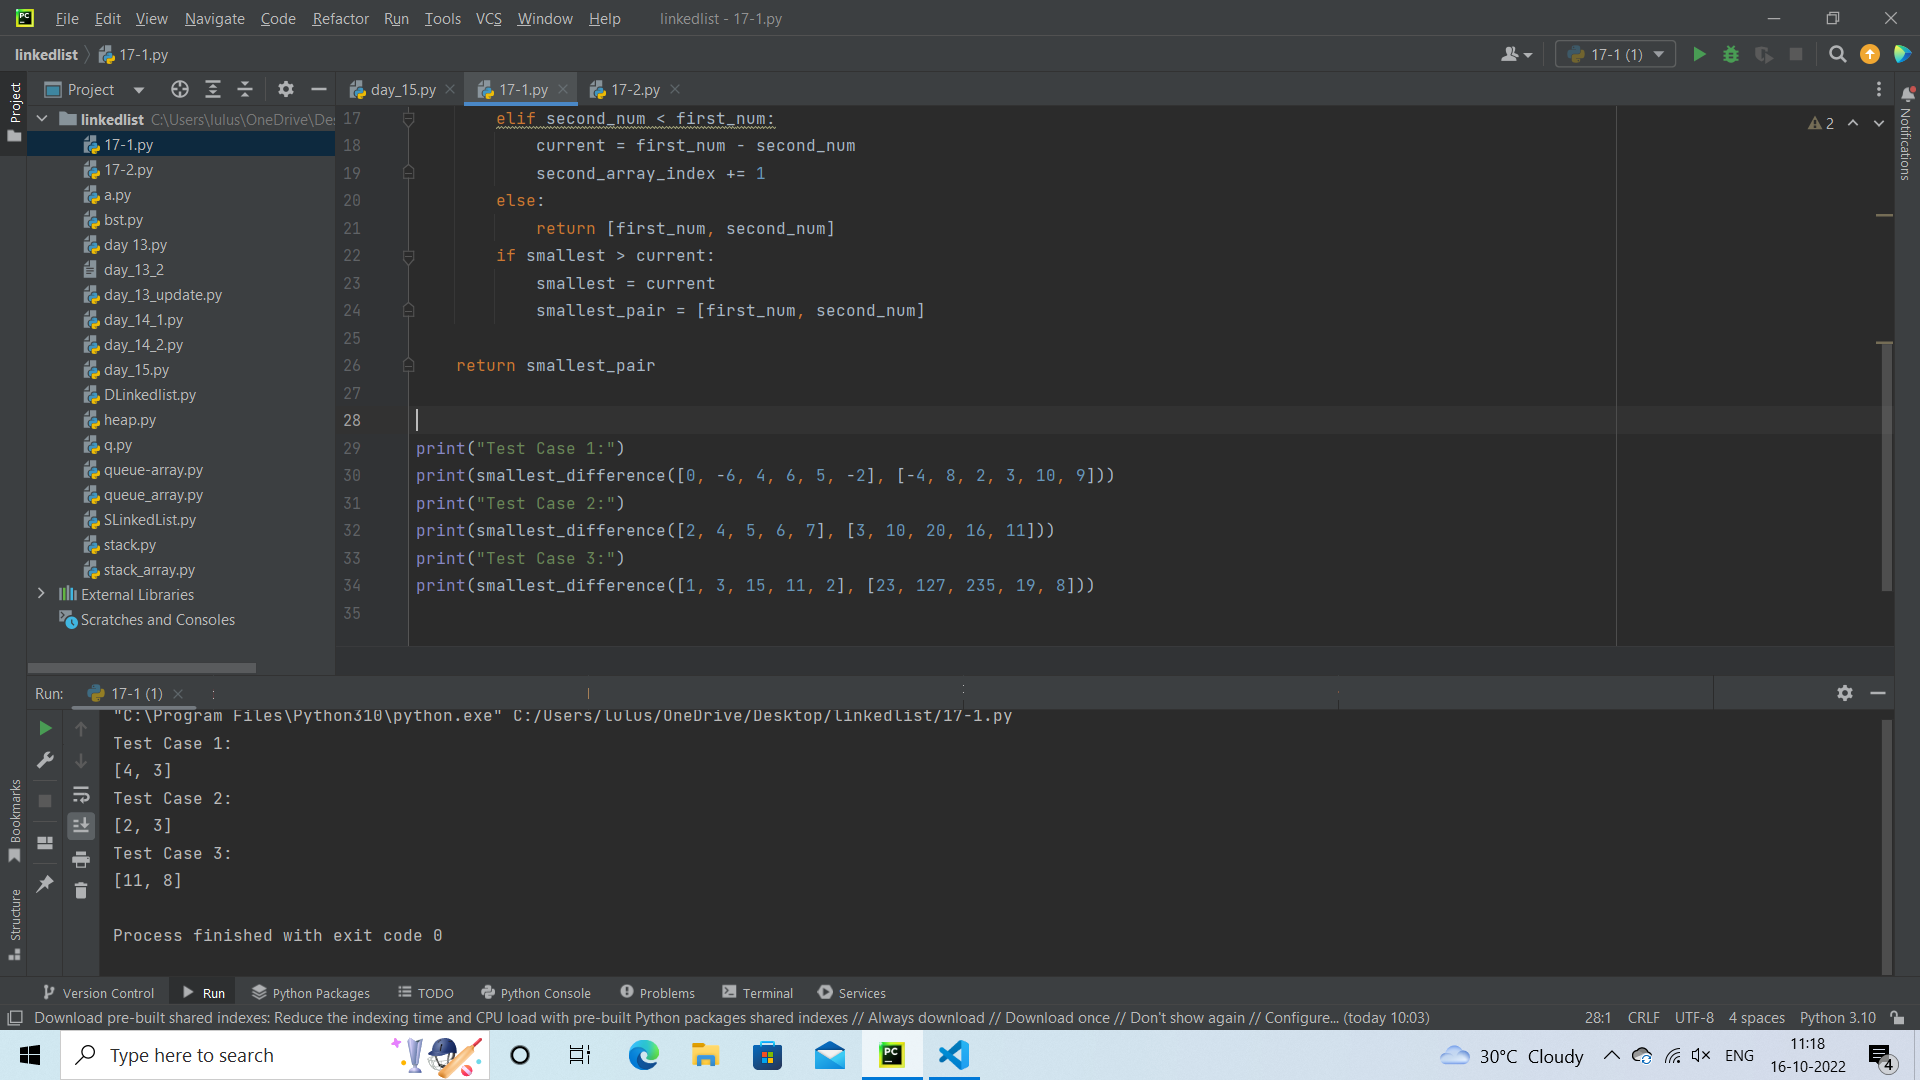 File Edit View Navigate Code Refactor Run Tools VCS Window Help linkedlist - 17-1.py
linkedlist 17-1.py 17-1 (1)
Project
day_15.py 17-1.py 17-2.py
Project
Notifications
linkedlist C:\Users\lulus\OneDrive\De
17-1.py
17-2.py
a.py
bst.py
day 13.py
day_13_2
day_13_update.py
day_14_1.py
day_14_2.py
day_15.py
DLinkedlist.py
heap.py
q.py
queue-array.py
queue_array.py
SLinkedList.py
stack.py
stack_array.py
External Libraries
Scratches and Consoles
2
17 elif second_num < first_num:
18 current = first_num - second_num
19 second_array_index += 1
20 else:
21 return [first_num, second_num]
22 if smallest > current:
23 smallest = current
24 smallest_pair = [first_num, second_num]
25
26 return smallest_pair
27
28
29 print("Test Case 1:")
30 print(smallest_difference([0, -6, 4, 6, 5, -2], [-4, 8, 2, 3, 10, 9]))
31 print("Test Case 2:")
32 print(smallest_difference([2, 4, 5, 6, 7], [3, 10, 20, 16, 11]))
33 print("Test Case 3:")
34 print(smallest_difference([1, 3, 15, 11, 2], [23, 127, 235, 19, 8]))
35
Run: 17-1 (1)
"C:\Program Files\Python310\python.exe" C:/Users/lulus/OneDrive/Desktop/linkedlist/17-1.py
Test Case 1:
[4, 3]
Test Case 2:
[2, 3]
Test Case 3:
[11, 8]
Process finished with exit code 0
Bookmarks
Structure
Version Control Run Python Packages TODO Python Console Problems Terminal Services
Download pre-built shared indexes: Reduce the indexing time and CPU load with pre-built Python packages shared indexes // Always download // Download once // Don't show again // Configure... (today 10:03) 28:1 CRLF UTF-8 4 spaces Python 3.10
Type here to search
30°C Cloudy ENG
11:18
16-10-2022
4